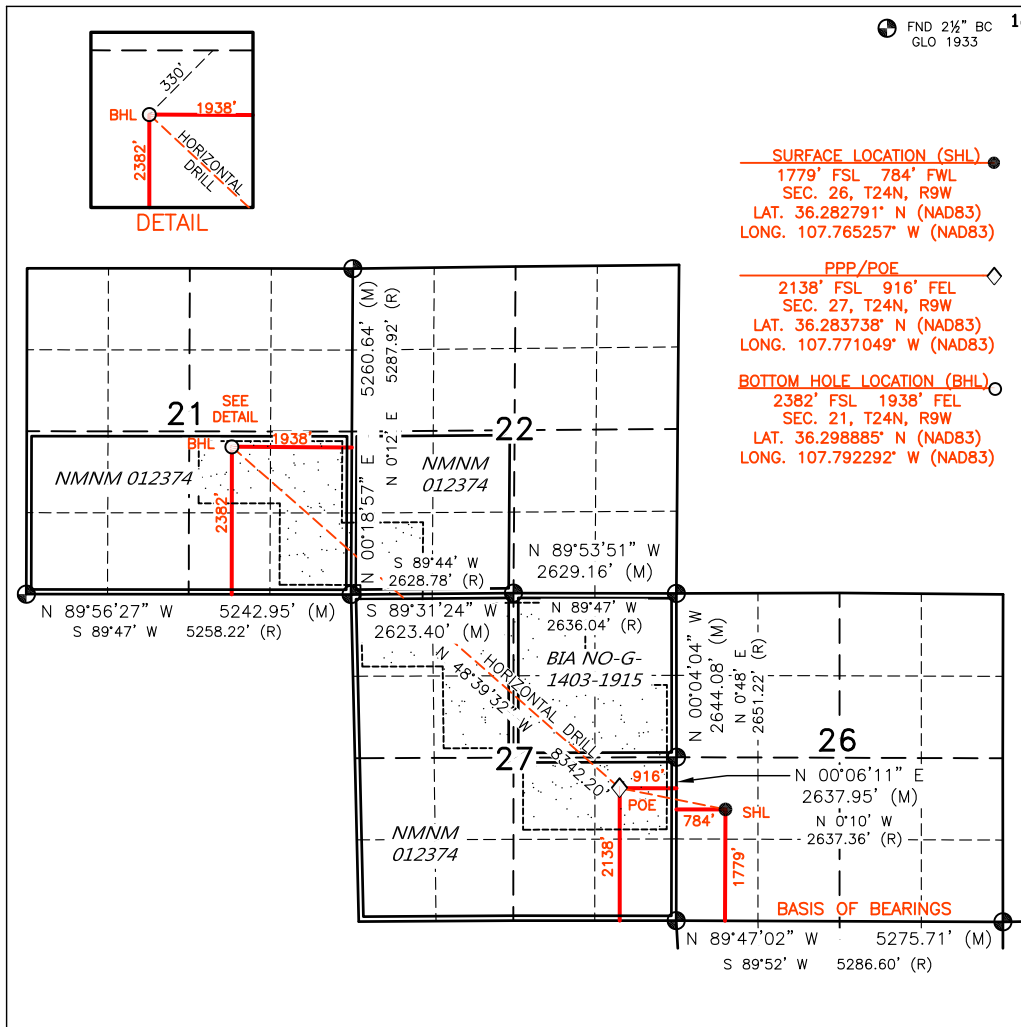 FND 2½" BC
GLO 1933
330'
BHL
1938'
2382'
HORIZONTAL
DRILL
DETAIL
SURFACE LOCATION (SHL)
1779' FSL 784' FWL
SEC. 26, T24N, R9W
LAT. 36.282791° N (NAD83)
LONG. 107.765257° W (NAD83)
PPP/POE
2138' FSL 916' FEL
SEC. 27, T24N, R9W
LAT. 36.283738° N (NAD83)
LONG. 107.771049° W (NAD83)
BOTTOM HOLE LOCATION (BHL)
2382' FSL 1938' FEL
SEC. 21, T24N, R9W
LAT. 36.298885° N (NAD83)
LONG. 107.792292° W (NAD83)
N 00°18'57" E 5260.64' (M)
N 0°12' E 5287.92' (R)
21
SEE
DETAIL
BHL
1938'
2382'
NMNM 012374
22
NMNM
012374
S 89°44' W
2628.78' (R)
N 89°53'51" W
2629.16' (M)
N 89°56'27" W 5242.95' (M)
S 89°47' W 5258.22' (R)
S 89°31'24" W
2623.40' (M)
N 89°47' W
2636.04' (R)
BIA NO-G-
1403-1915
N 00°04'04" W
2644.08' (M)
N 0°48' E
2651.22' (R)
HORIZONTAL DRILL
N 48°39'32" W 8342.20'
27
26
916'
POE
784'
SHL
2138'
1779'
N 00°06'11" E
2637.95' (M)
N 0°10' W
2637.36' (R)
NMNM
012374
BASIS OF BEARINGS
N 89°47'02" W 5275.71' (M)
S 89°52' W 5286.60' (R)